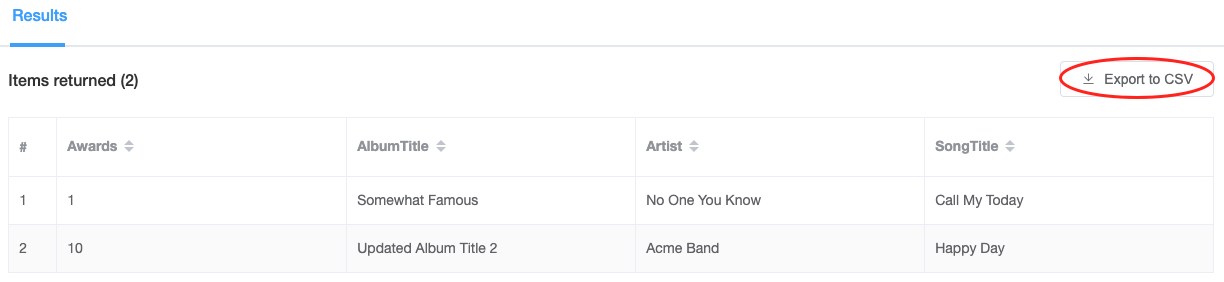 Results
Items returned (2)
Export to CSV
# Awards AlbumTitle Artist SongTitle
1 1 Somewhat Famous No One You Know Call My Today
2 10 Updated Album Title 2 Acme Band Happy Day